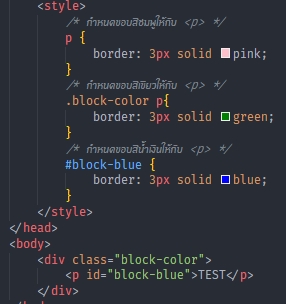 <style>
/* กำหนดขอบสีชมพูให้กับ <p> */
p {
border: 3px solid pink;
}
/* กำหนดขอบสีเขียวให้กับ <p> */
.block-color p{
border: 3px solid green;
}
/* กำหนดขอบสีน้ำเงินให้กับ <p> */
#block-blue {
border: 3px solid blue;
}
</style>
</head>
<body>
<div class="block-color">
<p id="block-blue">TEST</p>
</div>